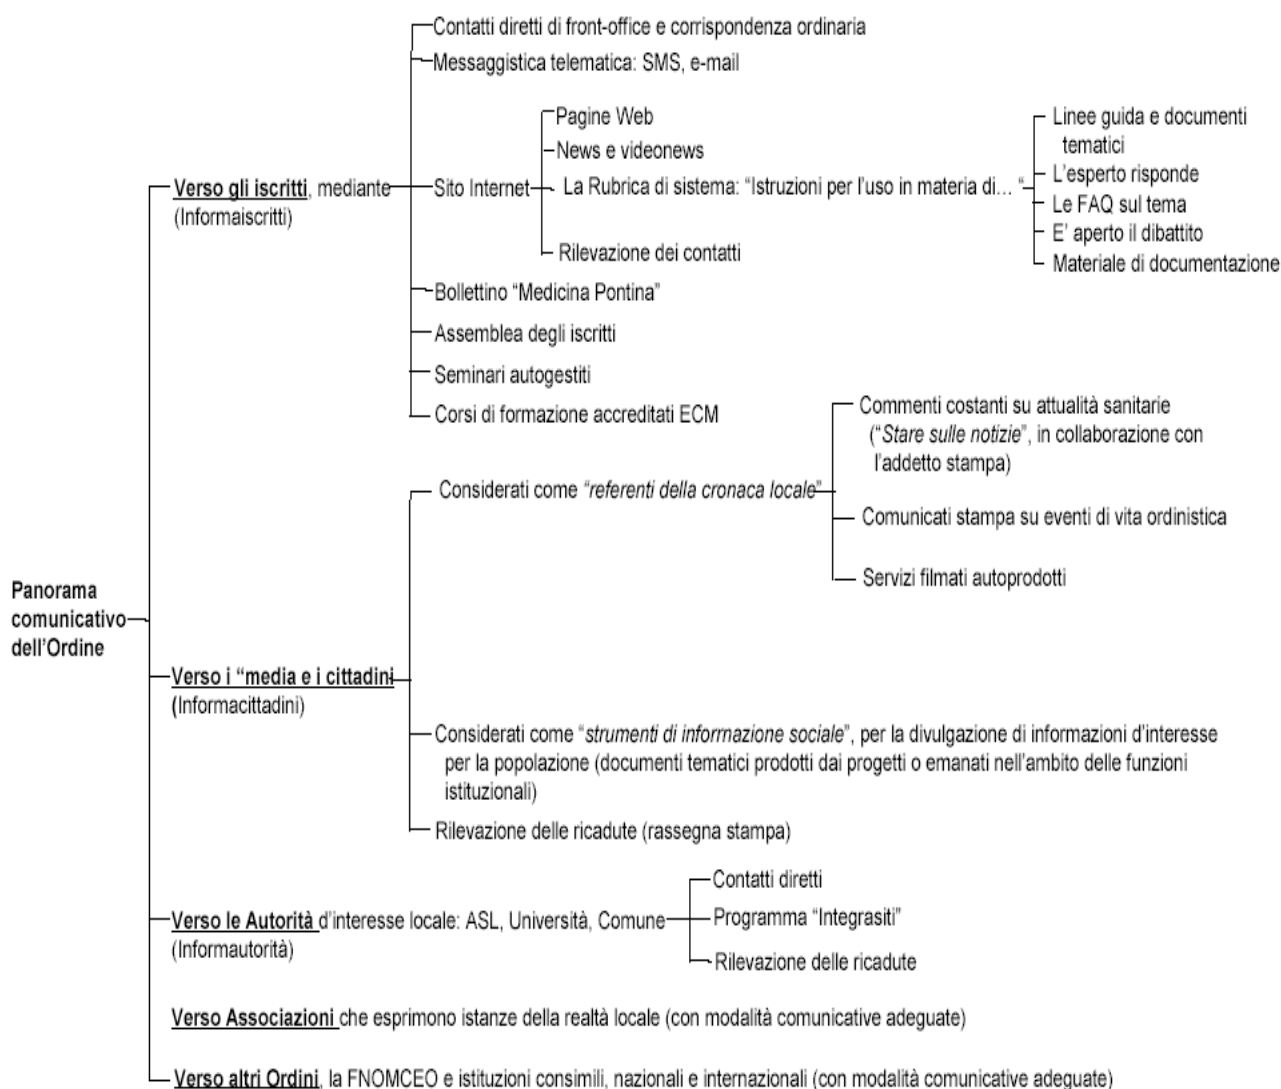 Panorama
comunicativo
dell'Ordine
Verso gli iscritti, mediante
(Informaiscritti)
Contatti diretti di front-office e corrispondenza ordinaria
Messaggistica telematica: SMS, e-mail
Sito Internet
Pagine Web
News e videonews
La Rubrica di sistema: “Istruzioni per l'uso in materia di... “
Linee guida e documenti
tematici
L'esperto risponde
Le FAQ sul tema
E' aperto il dibattito
Materiale di documentazione
Rilevazione dei contatti
Bollettino “Medicina Pontina”
Assemblea degli iscritti
Seminari autogestiti
Corsi di formazione accreditati ECM
Verso i “media e i cittadini
(Informacittadini)
Considerati come “referenti della cronaca locale”
Commenti costanti su attualità sanitarie
(“Stare sulle notizie”, in collaborazione con
l'addetto stampa)
Comunicati stampa su eventi di vita ordinistica
Servizi filmati autoprodotti
Considerati come “strumenti di informazione sociale”, per la divulgazione di informazioni d'interesse
per la popolazione (documenti tematici prodotti dai progetti o emanati nell'ambito delle funzioni
istituzionali)
Rilevazione delle ricadute (rassegna stampa)
Verso le Autorità d'interesse locale: ASL, Università, Comune
(Informautorità)
Contatti diretti
Programma “Integrasiti”
Rilevazione delle ricadute
Verso Associazioni che esprimono istanze della realtà locale (con modalità comunicative adeguate)
Verso altri Ordini, la FNOMCEO e istituzioni consimili, nazionali e internazionali (con modalità comunicative adeguate)